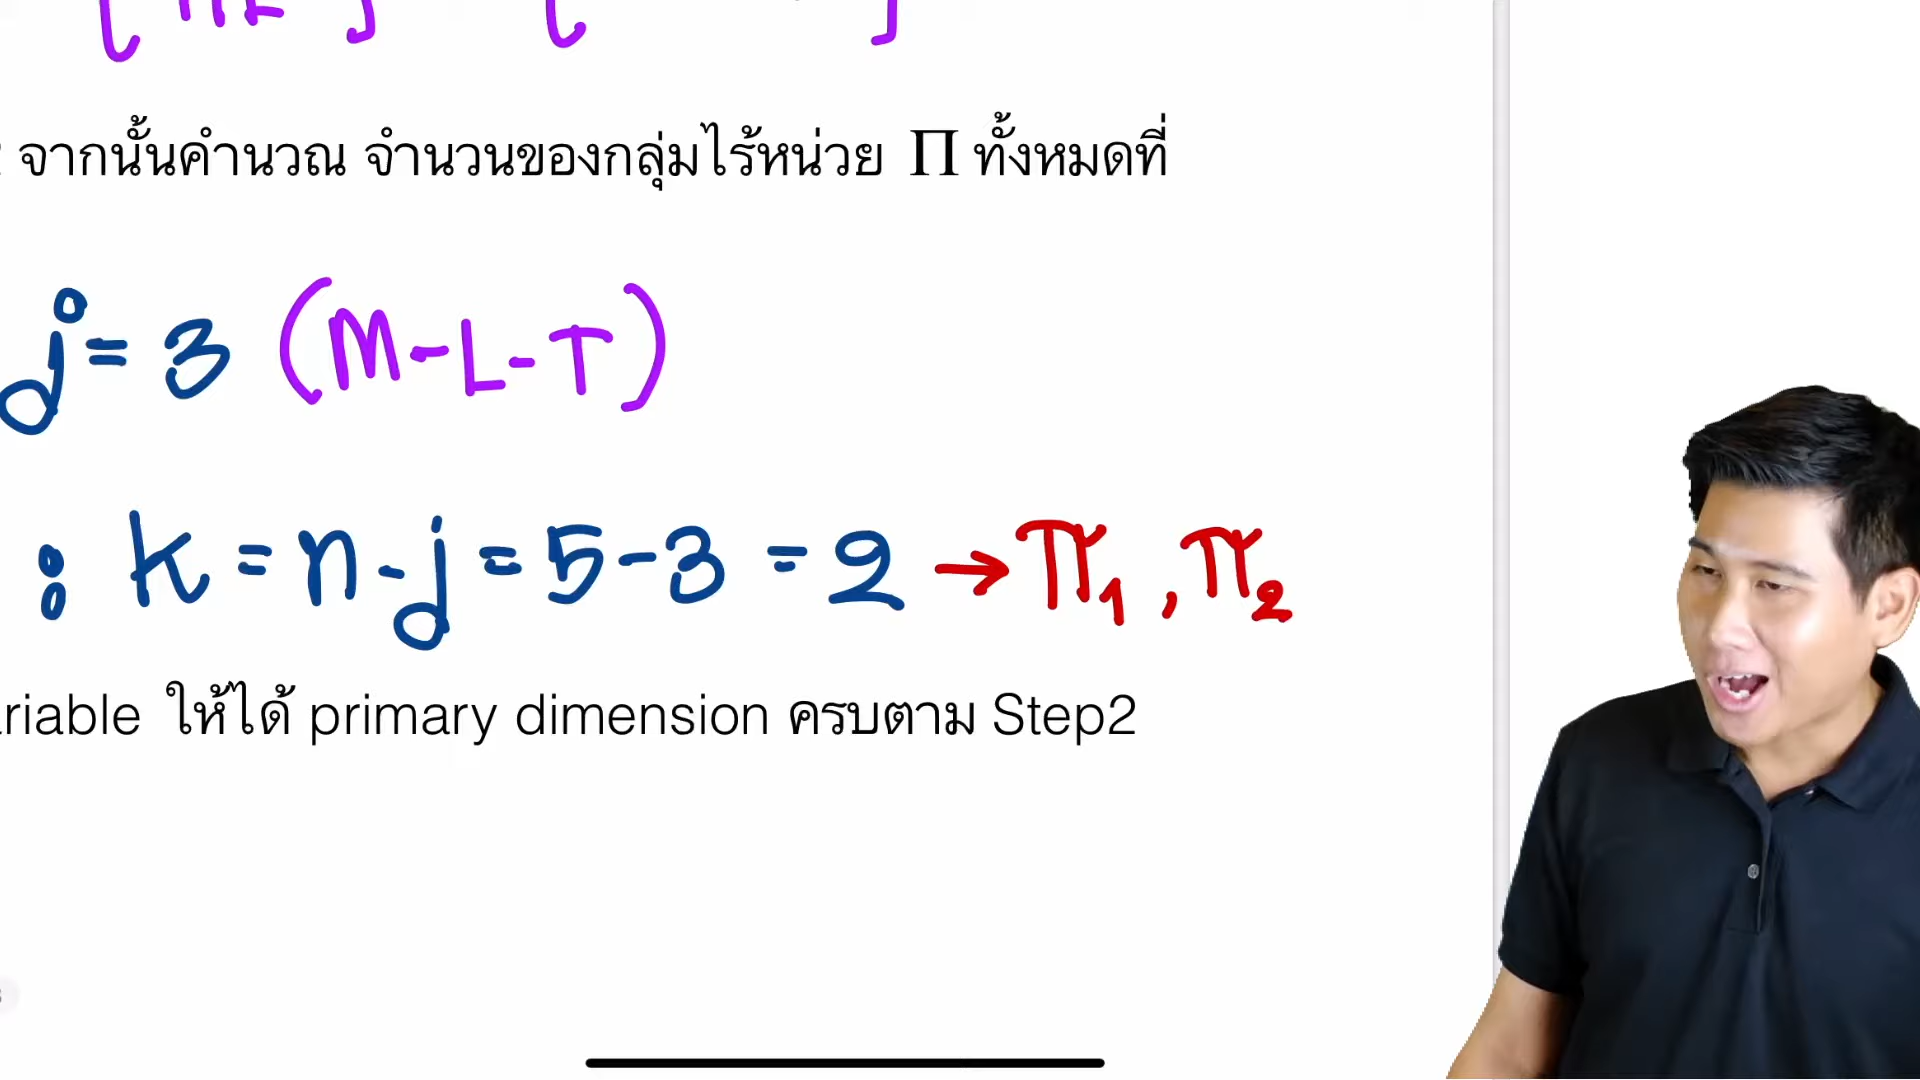 จากนั้นคำนวณ จำนวนของกลุ่มไร้หน่วย Π ทั้งหมดที่
j = 3 (M-L-T)
: k = n - j = 5 - 3 = 2 → π1 , π2
ให้ได้ primary dimension ครบตาม Step2